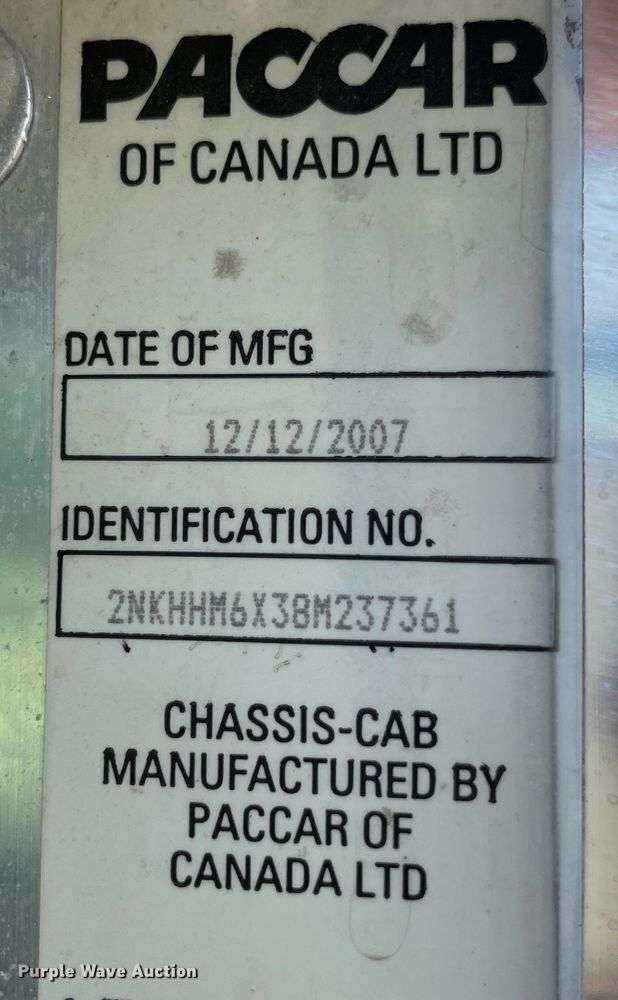 PACCAR
OF CANADA LTD
DATE OF MFG
12/12/2007
IDENTIFICATION NO.
2NKHHM6X38M237361
CHASSIS-CAB
MANUFACTURED BY
PACCAR OF
CANADA LTD
Purple Wave Auction